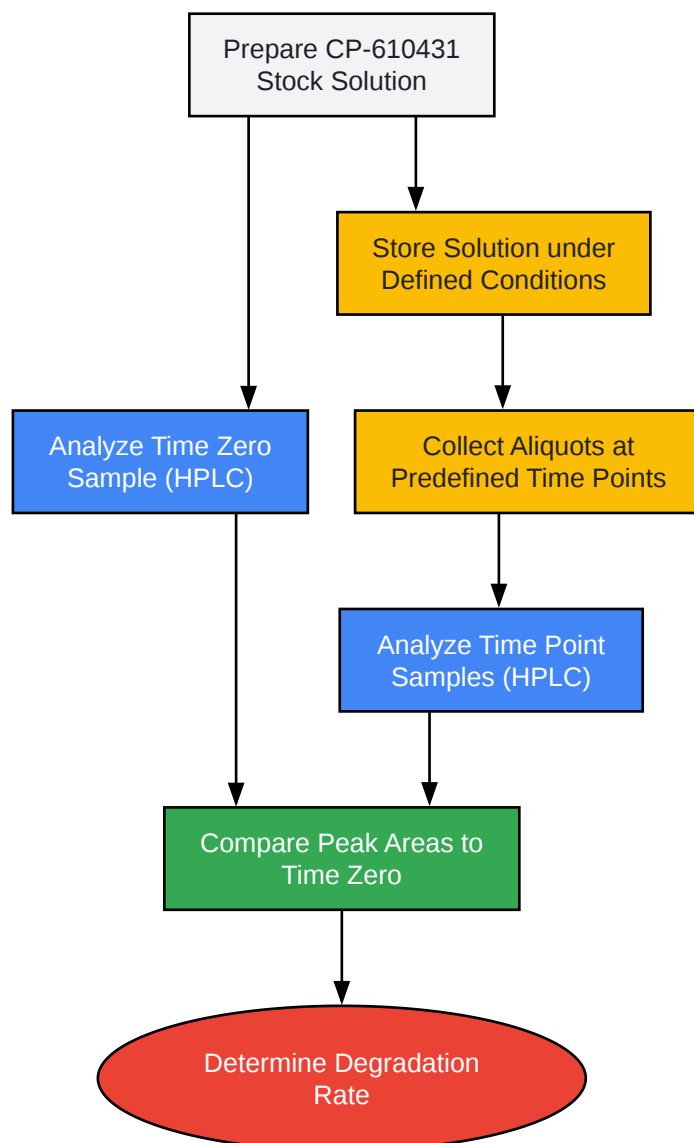 Prepare CP-610431
Stock Solution
Store Solution under
Defined Conditions
Analyze Time Zero
Sample (HPLC)
Collect Aliquots at
Predefined Time Points
Analyze Time Point
Samples (HPLC)
Compare Peak Areas to
Time Zero
Determine Degradation
Rate